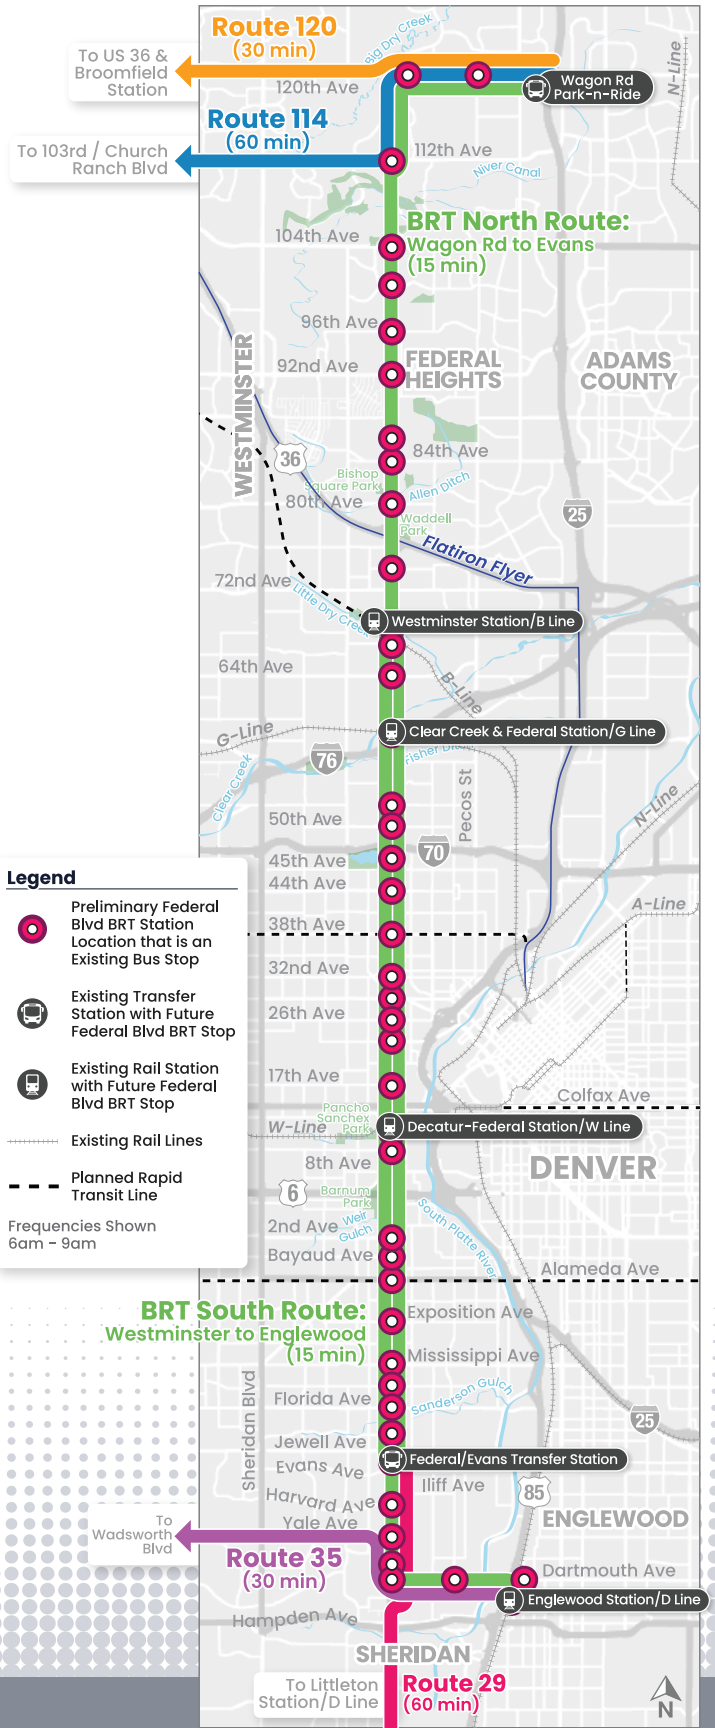 Route 120
(30 min)
To US 36 &
Broomfield
Station
Big Dry Creek
N-Line
120th Ave
Wagon Rd
Park-n-Ride
Route 114
(60 min)
To 103rd / Church
Ranch Blvd
112th Ave
Niver Canal
BRT North Route:
Wagon Rd to Evans
(15 min)
104th Ave
96th Ave
WESTMINSTER
92nd Ave
FEDERAL
HEIGHTS
ADAMS
COUNTY
84th Ave
36
Bishop
Square Park
Allen Ditch
80th Ave
Waddell
Park
25
Flatiron Flyer
72nd Ave
Little Dry Creek
Westminster Station/B Line
64th Ave
B-Line
G-Line
Clear Creek & Federal Station/G Line
Fisher Ditch
76
Clear Creek
Pecos St
N-Line
50th Ave
70
45th Ave
44th Ave
A-Line
38th Ave
32nd Ave
26th Ave
17th Ave
Colfax Ave
Pancho
Sanchex
Park
W-Line
Decatur-Federal Station/W Line
8th Ave
DENVER
6
Barnum
Park
South Platte River
2nd Ave
Weir
Gulch
Bayaud Ave
Alameda Ave
Legend
Preliminary Federal
Blvd BRT Station
Location that is an
Existing Bus Stop
Existing Transfer
Station with Future
Federal Blvd BRT Stop
Existing Rail Station
with Future Federal
Blvd BRT Stop
Existing Rail Lines
Planned Rapid
Transit Line
Frequencies Shown
6am - 9am
BRT South Route:
Westminster to Englewood
(15 min)
Exposition Ave
Mississippi Ave
Sheridan Blvd
Florida Ave
Sanderson Gulch
25
Jewell Ave
Evans Ave
Federal/Evans Transfer Station
Iliff Ave
85
Harvard Ave
Yale Ave
ENGLEWOOD
To
Wadsworth
Blvd
Route 35
(30 min)
Dartmouth Ave
Englewood Station/D Line
Hampden Ave
SHERIDAN
To Littleton
Station/D Line
Route 29
(60 min)
N